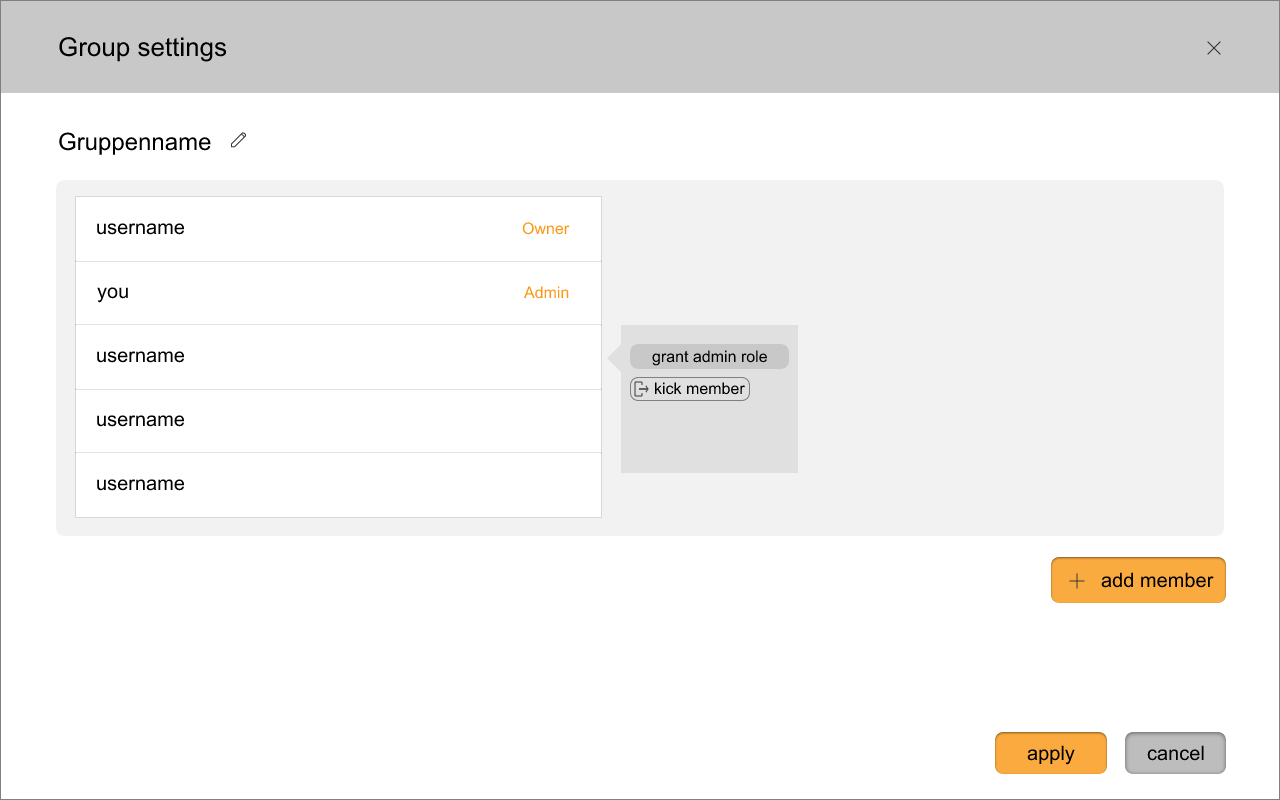 Group settings
Gruppenname
username Owner
you Admin
username
grant admin role
kick member
username
username
add member
apply cancel